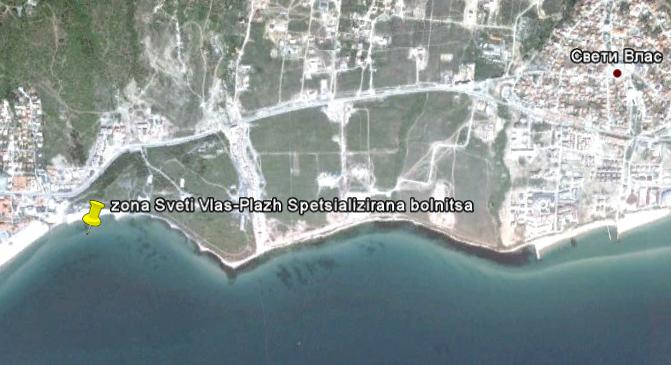 Свети Влас
zona Sveti Vlas-Plazh Spetsializirana bolnitsa